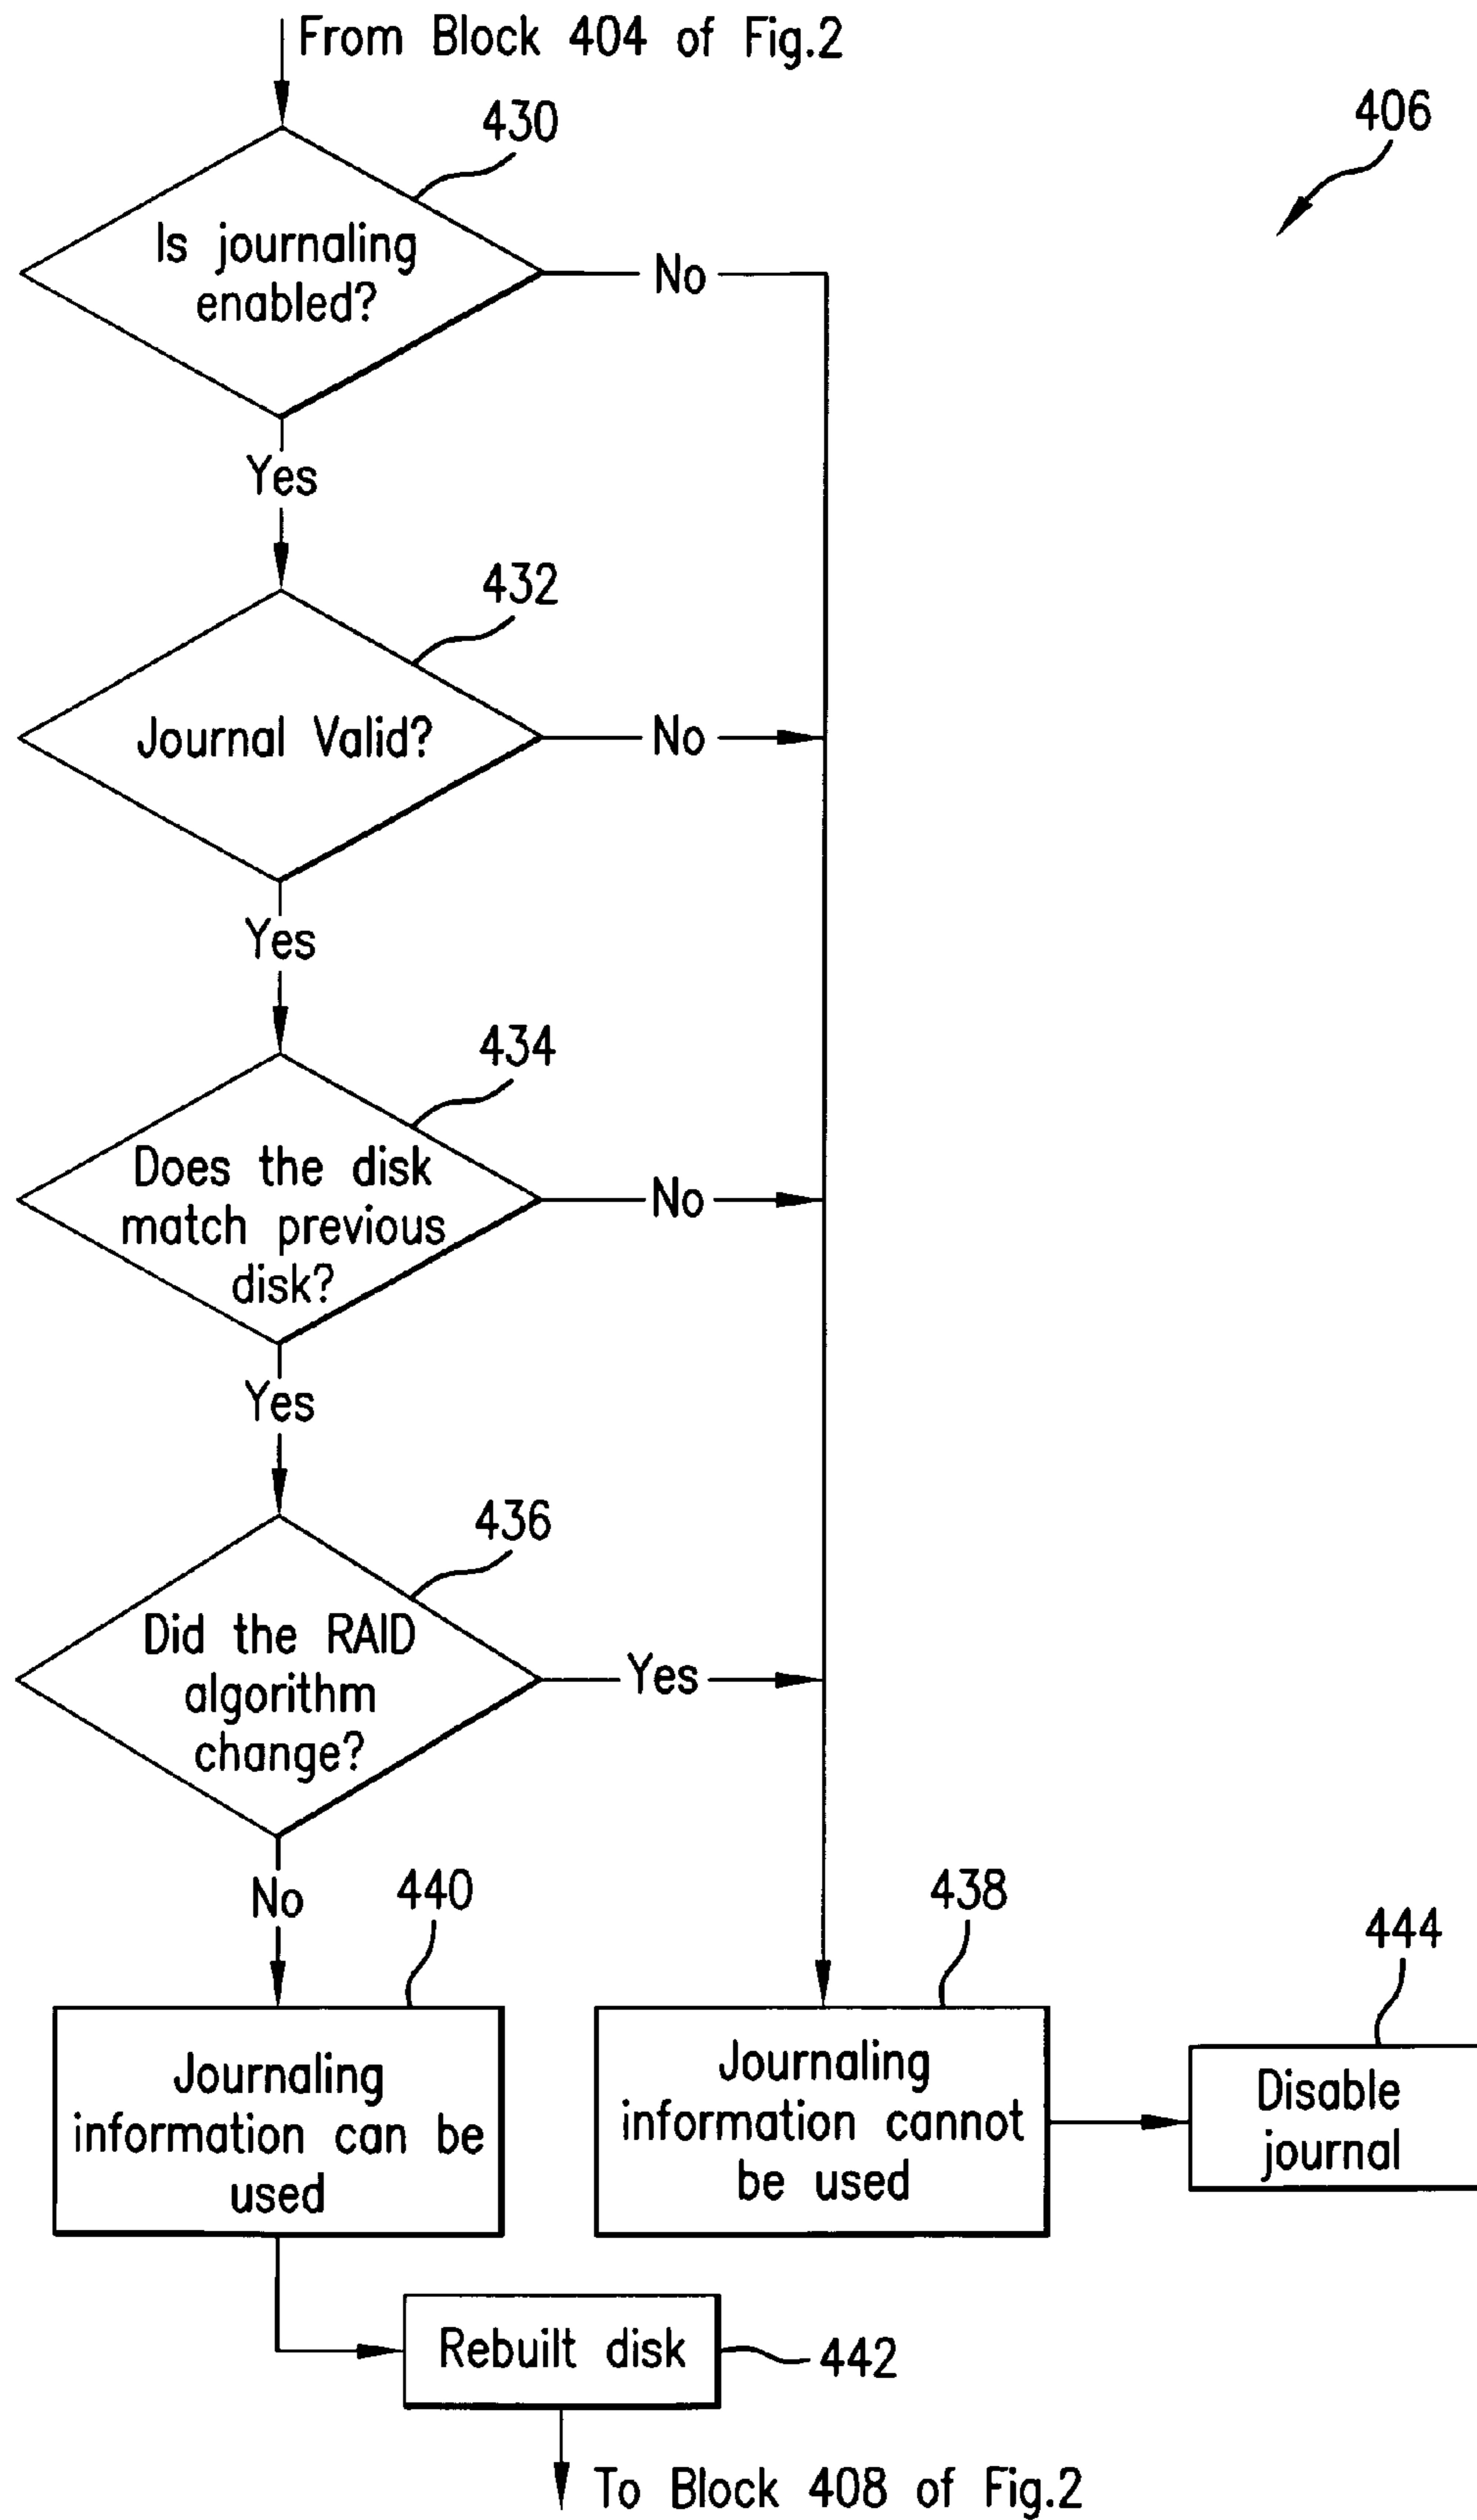 From Block 404 of Fig.2
430
406
Is journaling
enabled?
No
Yes
432
Journal Valid?
No
Yes
434
Does the disk
match previous
disk?
No
Yes
436
Did the RAID
algorithm
change?
Yes
No
440
438
444
Journaling
information can be
used
Journaling
information cannot
be used
Disable
journal
Rebuilt disk
442
To Block 408 of Fig.2